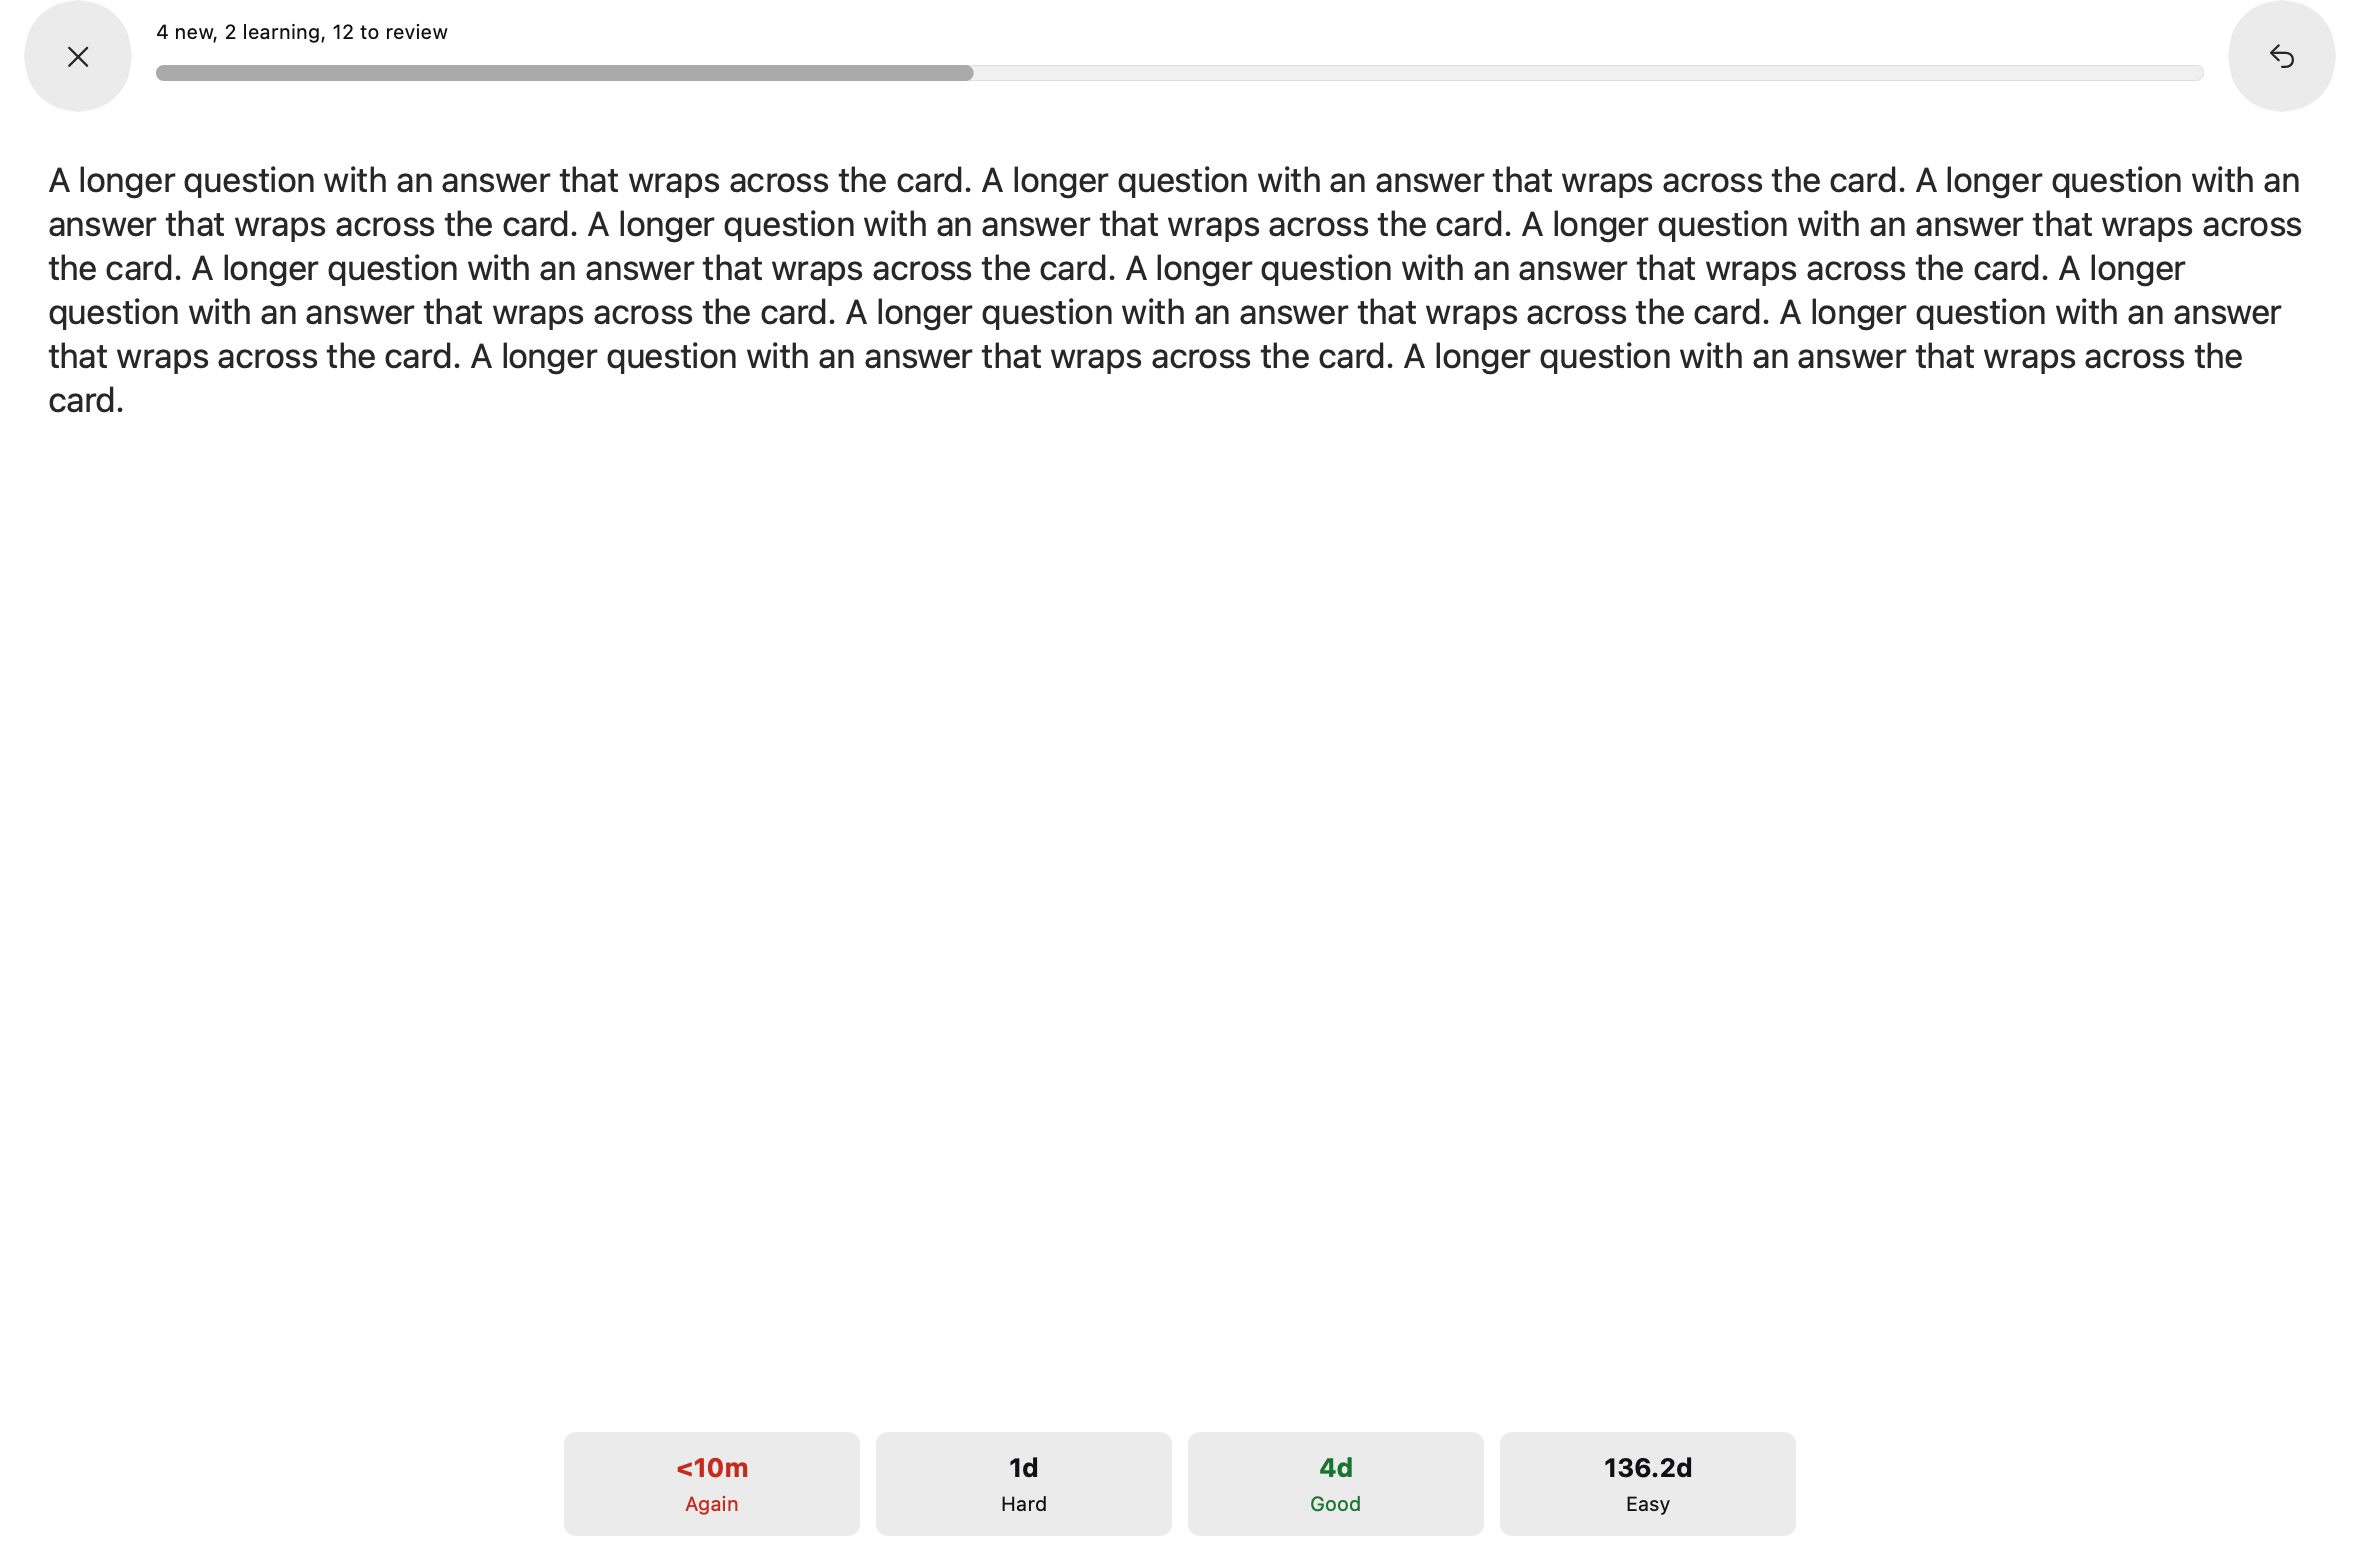 4 new, 2 learning, 12 to review
A longer question with an answer that wraps across the card. A longer question with an answer that wraps across the card. A longer question with an
answer that wraps across the card. A longer question with an answer that wraps across the card. A longer question with an answer that wraps across
the card. A longer question with an answer that wraps across the card. A longer question with an answer that wraps across the card. A longer
question with an answer that wraps across the card. A longer question with an answer that wraps across the card. A longer question with an answer
that wraps across the card. A longer question with an answer that wraps across the card. A longer question with an answer that wraps across the
card.
<10m 1d 4d 136.2d
Again Hard Good Easy